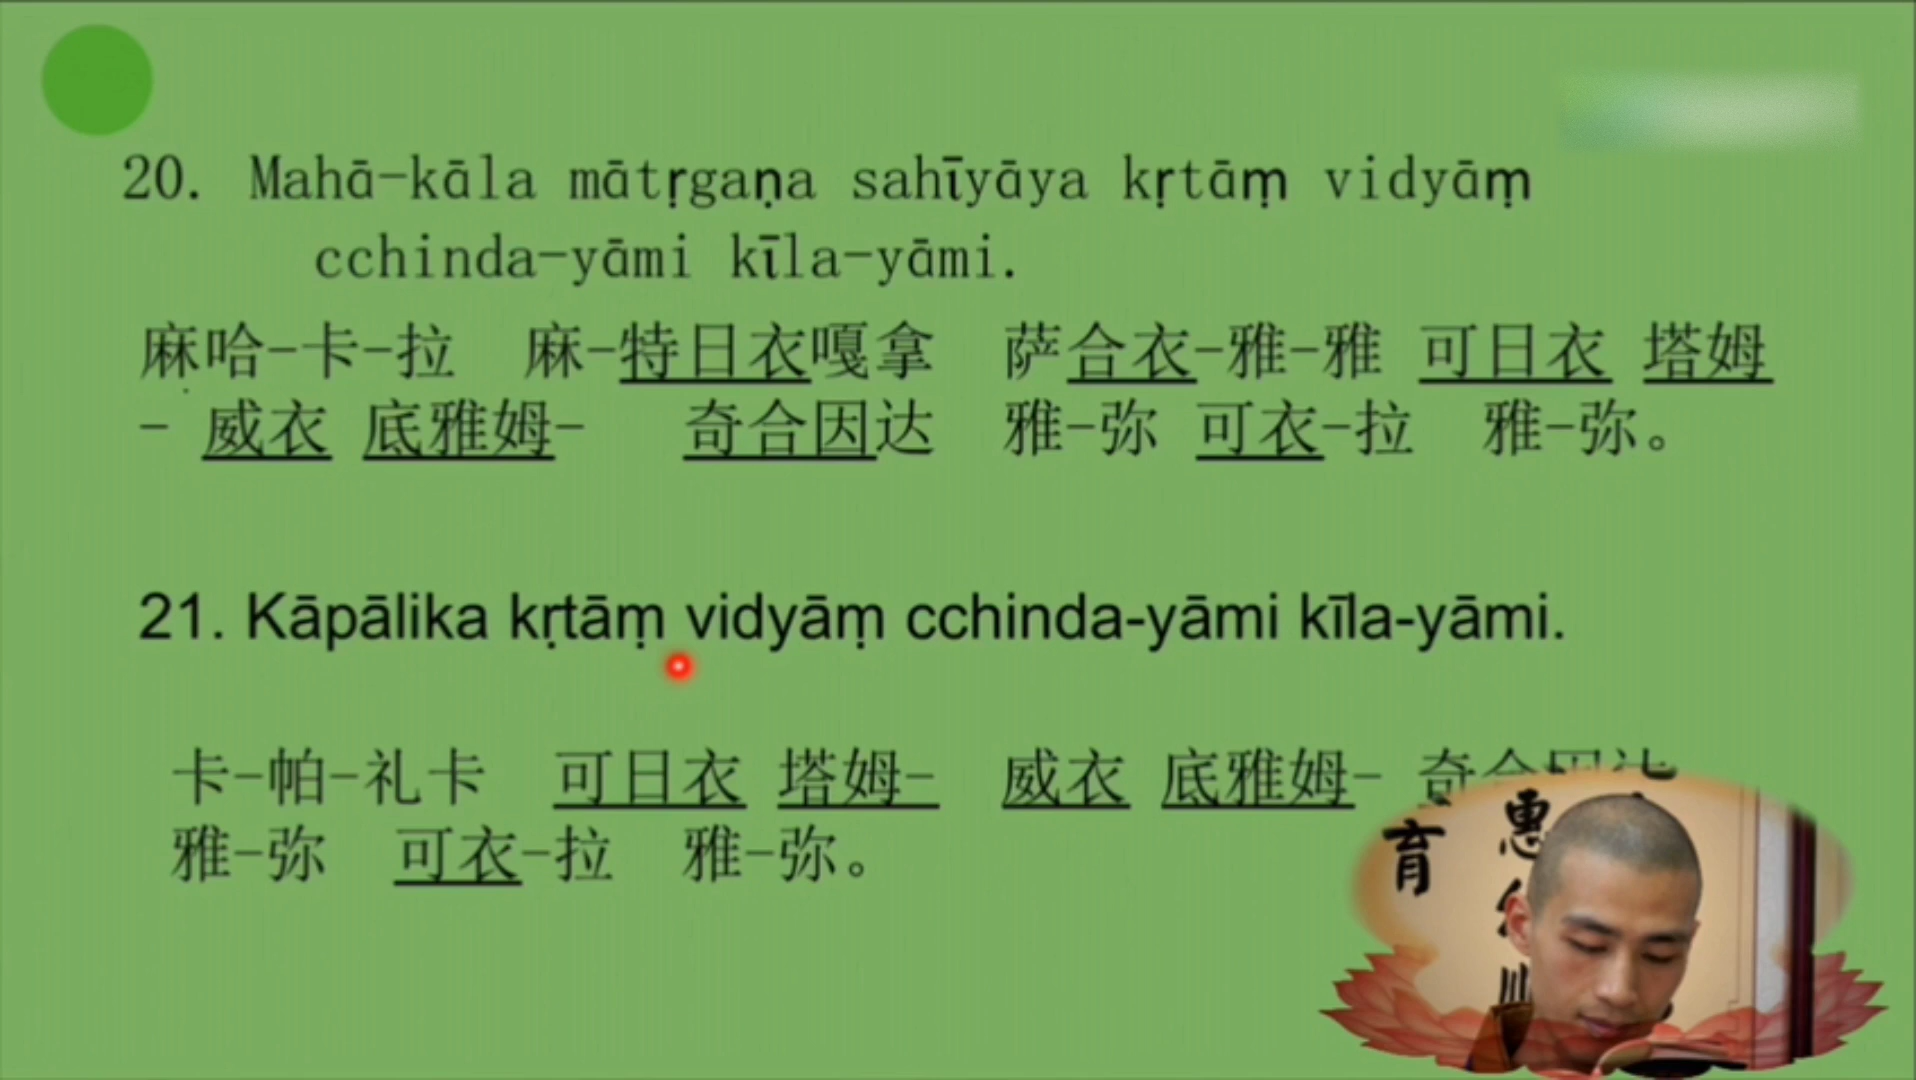 20. Mahā-kāla mātṛgaṇa sahīyāya kṛtāṃ vidyāṃ
cchinda-yāmi kīla-yāmi.
麻哈-卡-拉 麻-特日衣嘎拿 萨合衣-雅-雅 可日衣 塔姆
- 威衣 底雅姆- 奇合因达 雅-弥 可衣-拉 雅-弥。
21. Kāpālika kṛtāṃ vidyāṃ cchinda-yāmi kīla-yāmi.
卡-帕-礼卡 可日衣 塔姆- 威衣 底雅姆- 奇合因达
雅-弥 可衣-拉 雅-弥。
育